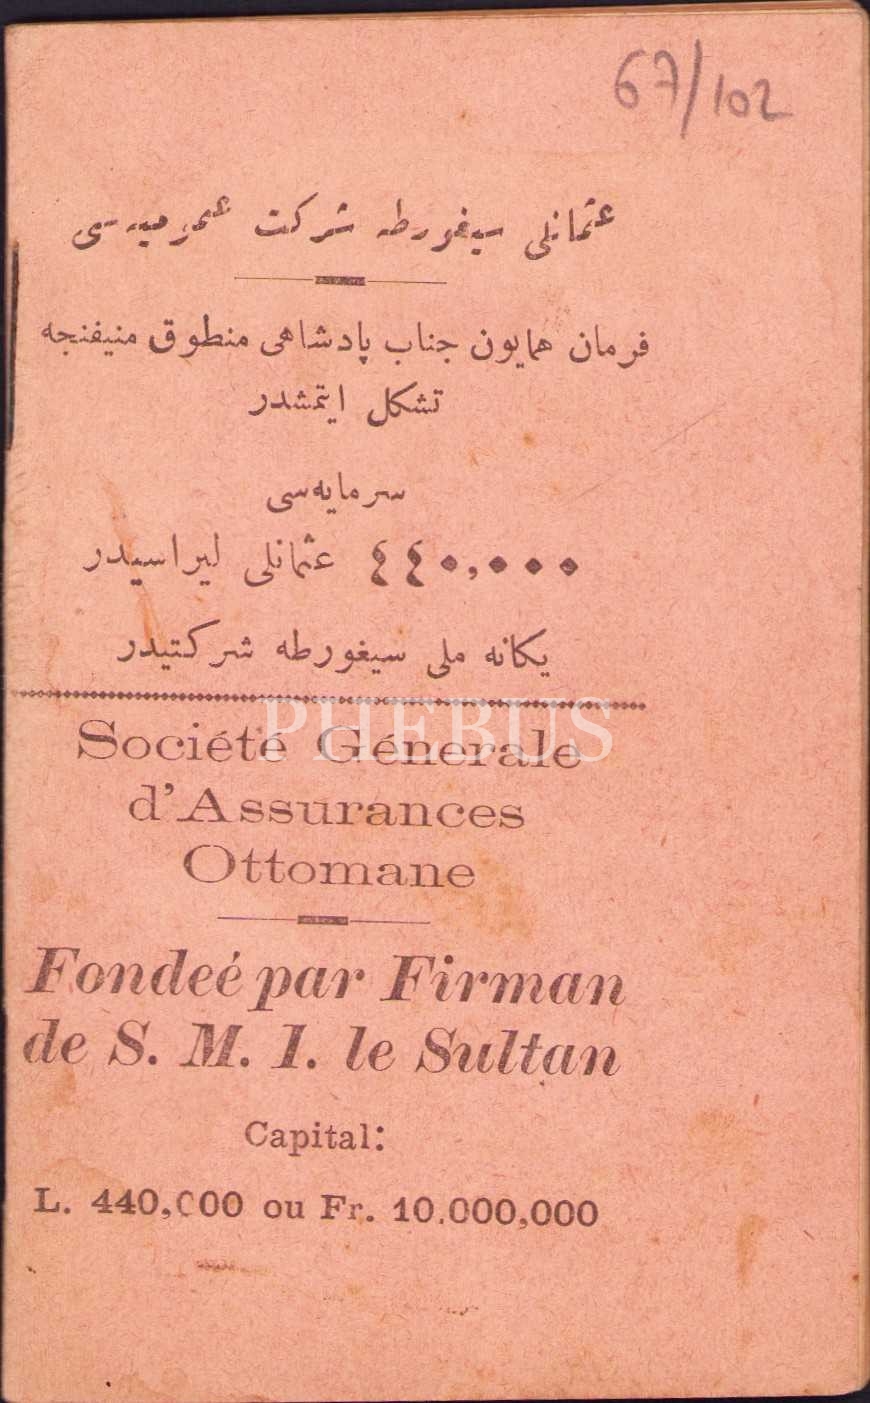 67/102
عثمانلی سیغورطه شرکت عمومیه‌سی
فرمان همایون جناب پادشاهی منطوق منیفنجه
تشکل ایتمشدر
سرمایه‌سی
٤٤٠,٠٠٠ عثمانلی لیراسیدر
یکانه ملی سیغورطه شرکتیدر
PHEBUS
Société Génerale
d'Assurances
Ottomane
Fondeé par Firman
de S. M. I. le Sultan
Capital:
L. 440,000 ou Fr. 10.000,000